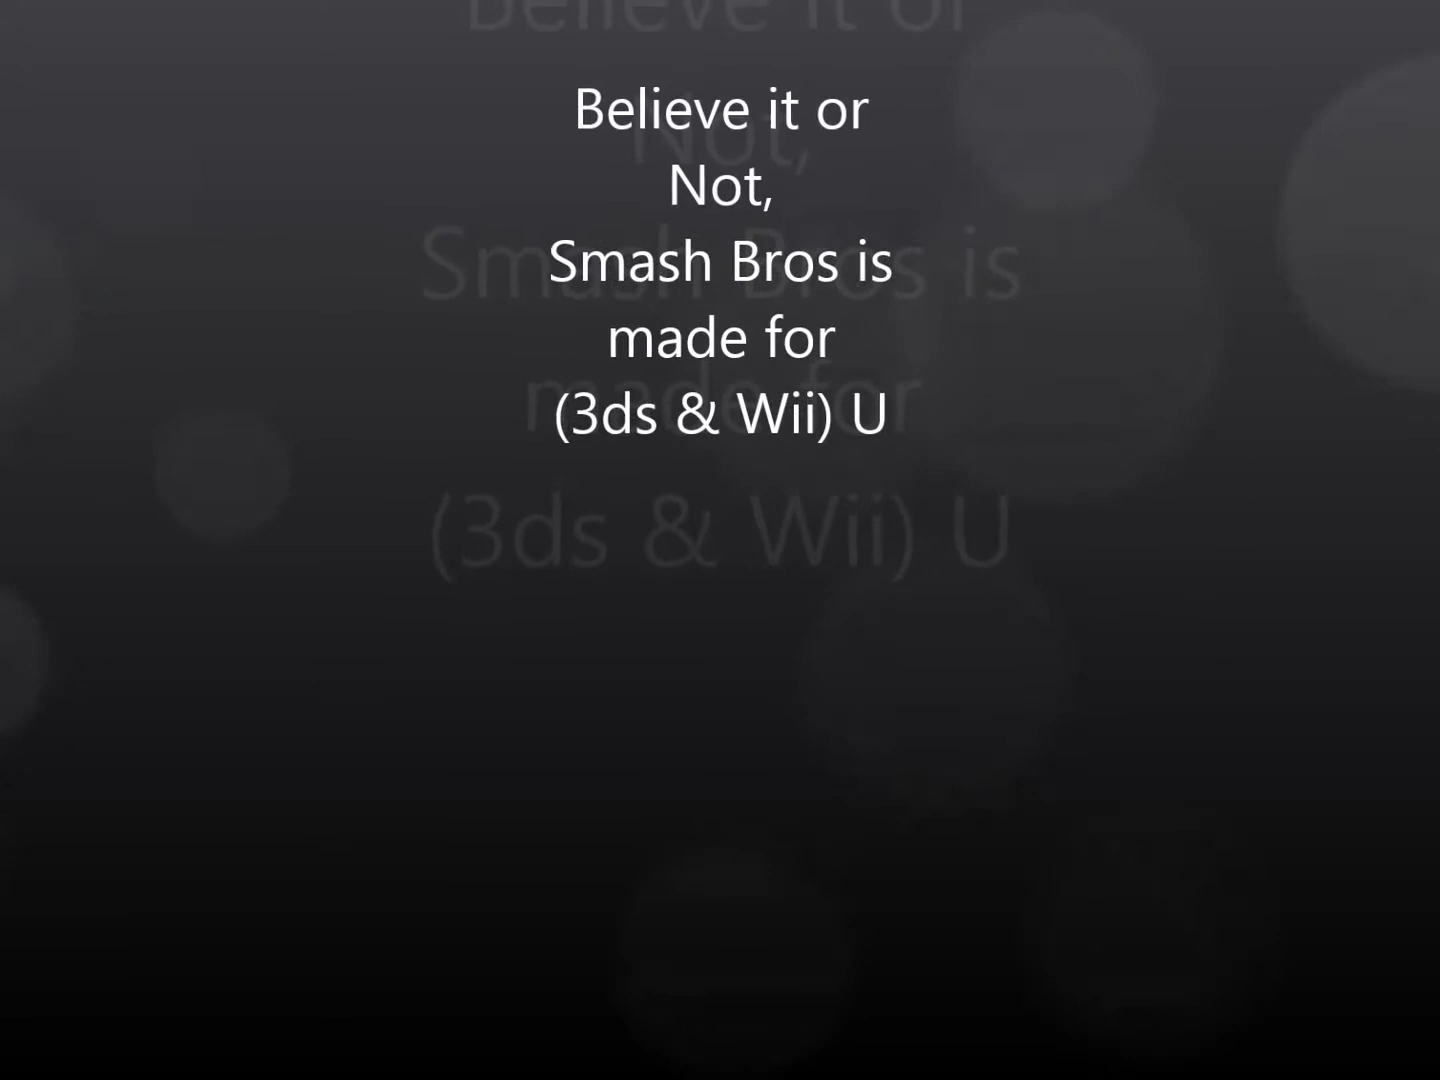 Believe it or
Not,
Smash Bros is
made for
(3ds & Wii) U